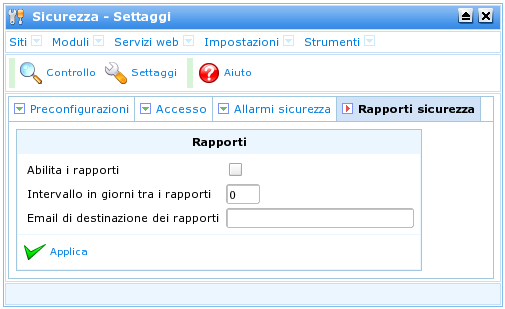 Sicurezza - Settaggi
Siti Moduli Servizi web Impostazioni Strumenti
Controllo Settaggi Aiuto
Preconfigurazioni Accesso Allarmi sicurezza Rapporti sicurezza
Rapporti
Abilita i rapporti
Intervallo in giorni tra i rapporti 0
Email di destinazione dei rapporti
Applica